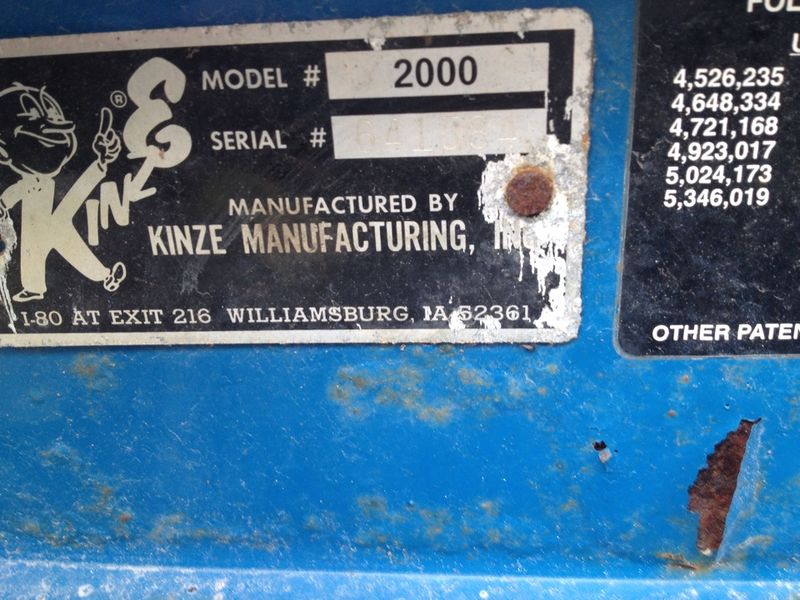 KINZE ®
MODEL # 2000
SERIAL #
MANUFACTURED BY
KINZE MANUFACTURING, INC
I-80 AT EXIT 216 WILLIAMSBURG, IA 52361
4,526,235
4,648,334
4,721,168
4,923,017
5,024,173
5,346,019
OTHER